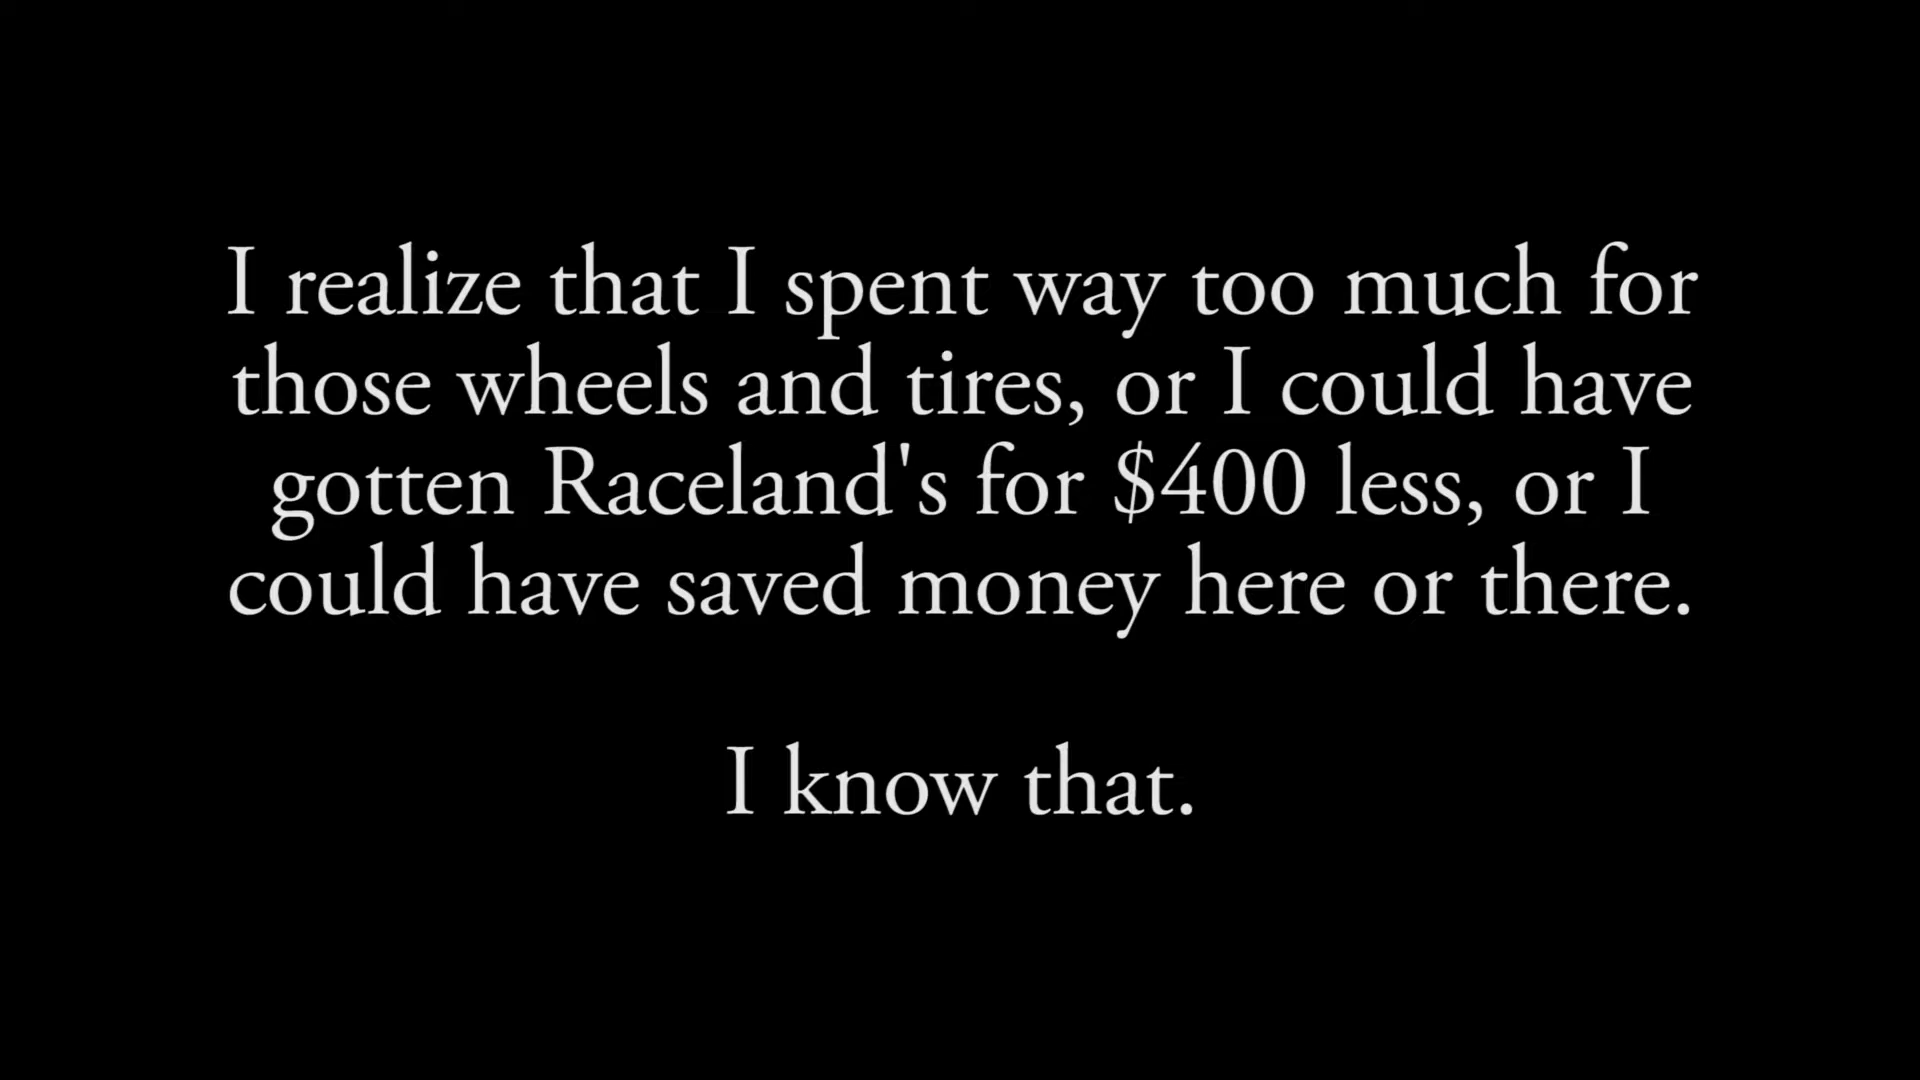 I realize that I spent way too much for
those wheels and tires, or I could have
gotten Raceland's for $400 less, or I
could have saved money here or there.
I know that.